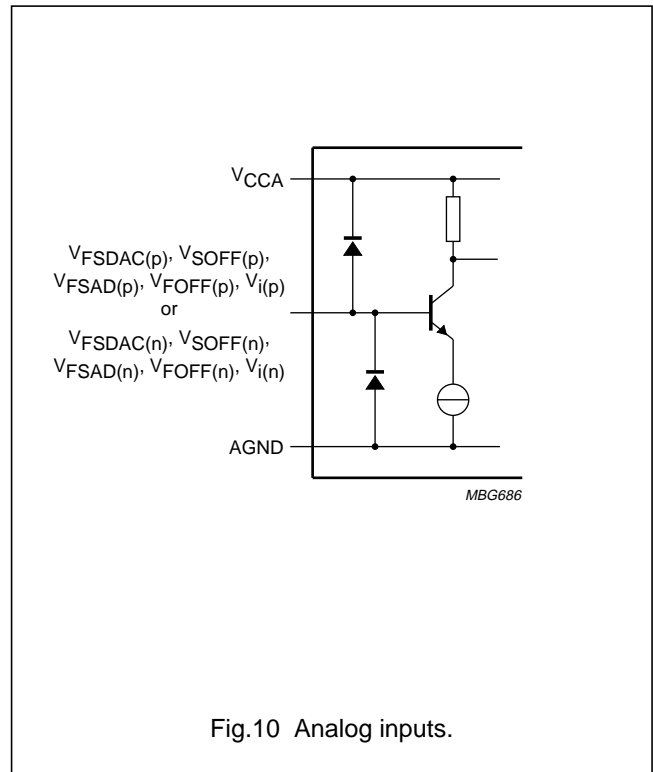 VCCA
VFSDAC(p), VSOFF(p),
VFSAD(p), VFOFF(p), Vi(p)
or
VFSDAC(n), VSOFF(n),
VFSAD(n), VFOFF(n), Vi(n)
AGND
MBG686
Fig.10 Analog inputs.